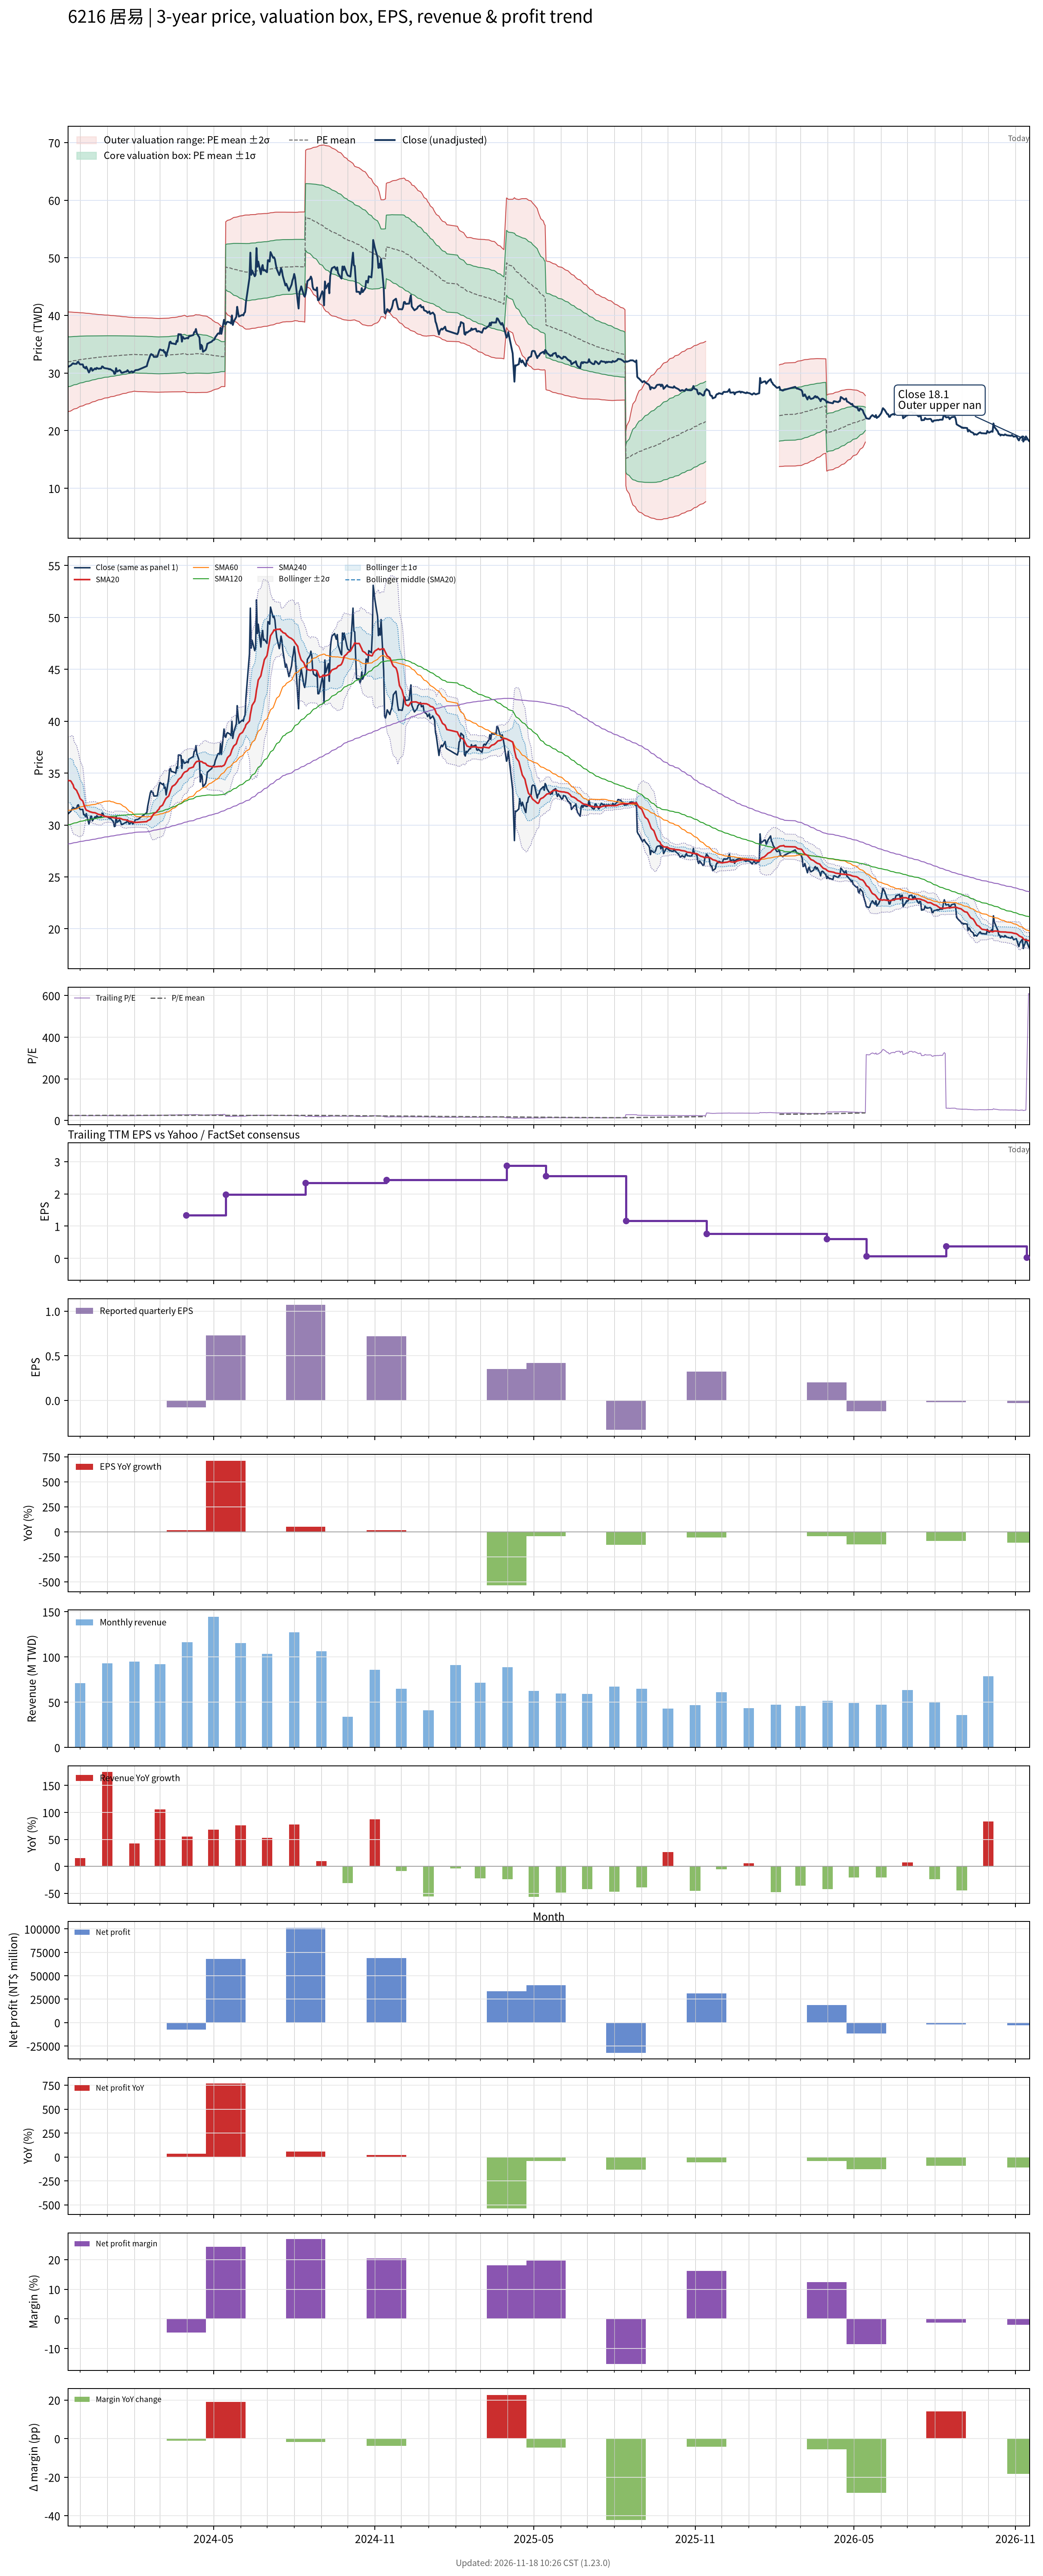 6216 居易 | 3-year price, valuation box, EPS, revenue & profit trend
Outer valuation range: PE mean ±2σ
PE mean
Close (unadjusted)
Core valuation box: PE mean ±1σ
Today
70
60
50
40
30
20
10
Price (TWD)
Close 18.1
Outer upper nan
Close (same as panel 1)
SMA60
SMA240
Bollinger ±1σ
SMA20
SMA120
Bollinger ±2σ
Bollinger middle (SMA20)
55
50
45
40
35
30
25
20
Price
Trailing P/E
P/E mean
600
400
200
0
P/E
Trailing TTM EPS vs Yahoo / FactSet consensus
Today
3
2
1
0
EPS
Reported quarterly EPS
1.0
0.5
0.0
EPS
EPS YoY growth
750
500
250
0
-250
-500
YoY (%)
Monthly revenue
150
100
50
0
Revenue (M TWD)
Revenue YoY growth
150
100
50
0
-50
YoY (%)
Month
Net profit
100000
75000
50000
25000
0
-25000
Net profit (NT$ million)
Net profit YoY
750
500
250
0
-250
-500
YoY (%)
Net profit margin
20
10
0
-10
Margin (%)
Margin YoY change
20
0
-20
-40
Δ margin (pp)
2024-05
2024-11
2025-05
2025-11
2026-05
2026-11
Updated: 2026-11-18 10:26 CST (1.23.0)